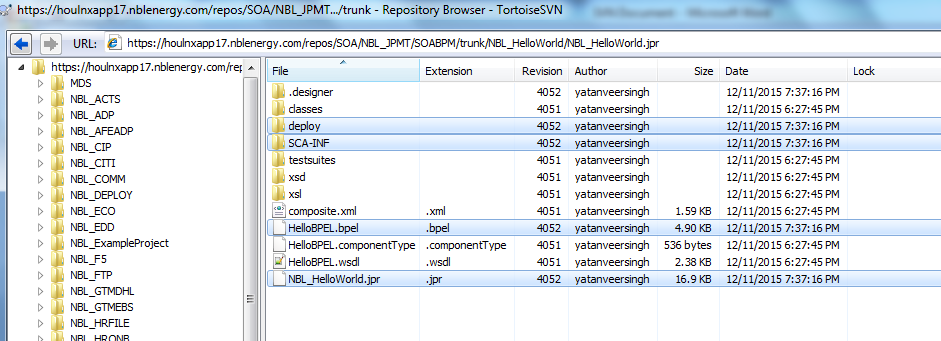 https://houlnxapp17.nblenergy.com/repos/SOA/NBL_JPMT.../trunk - Repository Browser - TortoiseSVN
URL: https://houlnxapp17.nblenergy.com/repos/SOA/NBL_JPMT/SOABPM/trunk/NBL_HelloWorld/NBL_HelloWorld.jpr
https://houlnxapp17.nblenergy.com/rep
MDS
NBL_ACTS
NBL_ADP
NBL_AFEADP
NBL_CIP
NBL_CITI
NBL_COMM
NBL_DEPLOY
NBL_ECO
NBL_EDD
NBL_ExampleProject
NBL_F5
NBL_FTP
NBL_GTMDHL
NBL_GTMEBS
NBL_HRFILE
NBL_HRONB
File Extension Revision Author Size Date Lock
.designer 4052 yatanveersingh 12/11/2015 7:37:16 PM
classes 4051 yatanveersingh 12/11/2015 6:27:45 PM
deploy 4052 yatanveersingh 12/11/2015 7:37:16 PM
SCA-INF 4052 yatanveersingh 12/11/2015 7:37:16 PM
testsuites 4051 yatanveersingh 12/11/2015 6:27:45 PM
xsd 4051 yatanveersingh 12/11/2015 6:27:45 PM
xsl 4051 yatanveersingh 12/11/2015 6:27:45 PM
composite.xml .xml 4051 yatanveersingh 1.59 KB 12/11/2015 6:27:45 PM
HelloBPEL.bpel .bpel 4052 yatanveersingh 4.90 KB 12/11/2015 7:37:16 PM
HelloBPEL.componentType .componentType 4051 yatanveersingh 536 bytes 12/11/2015 6:27:45 PM
HelloBPEL.wsdl .wsdl 4051 yatanveersingh 2.38 KB 12/11/2015 6:27:45 PM
NBL_HelloWorld.jpr .jpr 4052 yatanveersingh 16.9 KB 12/11/2015 7:37:16 PM